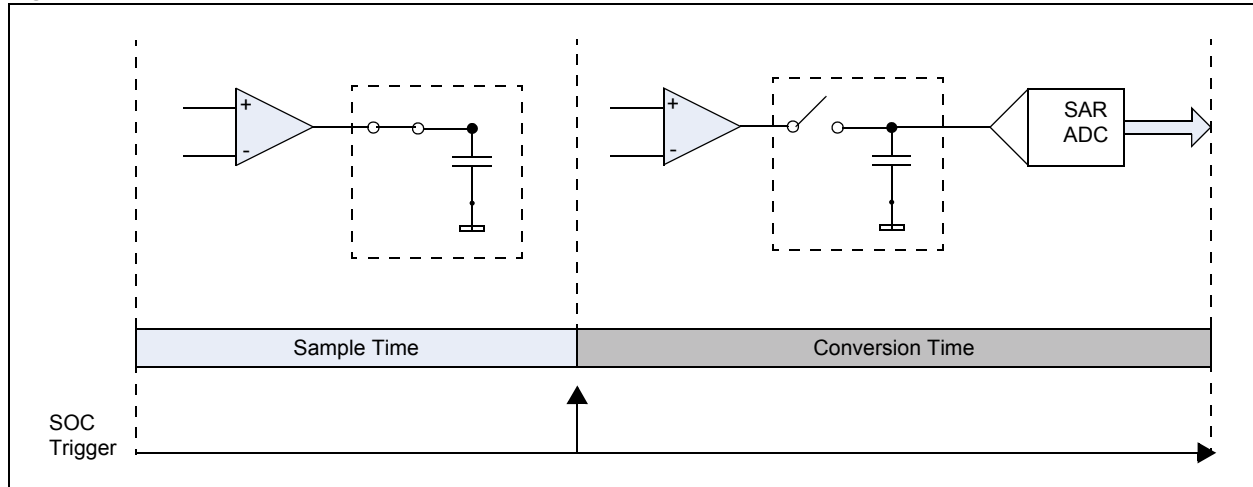 +
-
+
-
SAR
ADC
Sample Time
Conversion Time
SOC
Trigger